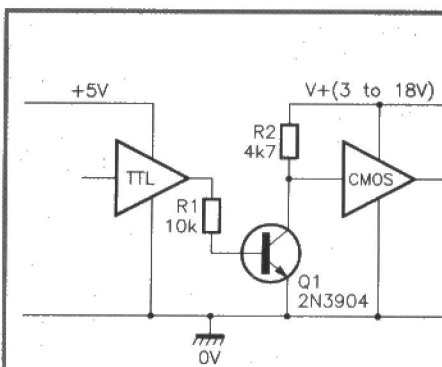 +5V
V+(3 to 18V)
R2
4k7
TTL
CMOS
R1
10k
Q1
2N3904
0V